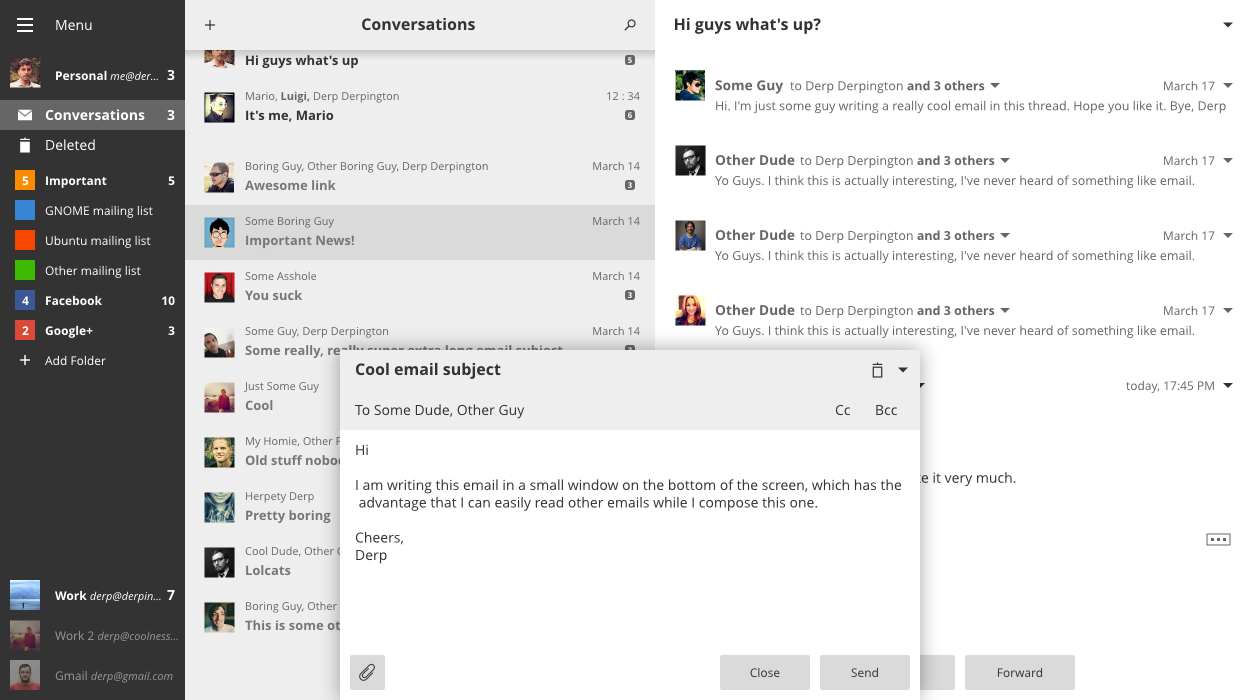 Menu
Personal me@der... 3
Conversations 3
Deleted
5 Important 5
GNOME mailing list
Ubuntu mailing list
Other mailing list
4 Facebook 10
2 Google+ 3
+ Add Folder
Work derp@derpin... 7
Work 2 derp@coolness...
Gmail derp@gmail.com
+ Conversations
Hi guys what's up 5
Mario, Luigi, Derp Derpington 12 : 34
It's me, Mario 6
Boring Guy, Other Boring Guy, Derp Derpington March 14
Awesome link 3
Some Boring Guy March 14
Important News!
Some Asshole March 14
You suck 3
Some Guy, Derp Derpington March 14
Some really, really super extra long email subject
Just Some Guy
Cool
My Homie, Other
Old stuff
Herpety Derp
Pretty boring
Cool Dude, Other
Lolcats
Boring Guy, Other
This is some
Hi guys what's up?
Some Guy to Derp Derpington and 3 others March 17
Hi. I'm just some guy writing a really cool email in this thread. Hope you like it. Bye, Derp
Other Dude to Derp Derpington and 3 others March 17
Yo Guys. I think this is actually interesting, I've never heard of something like email.
Other Dude to Derp Derpington and 3 others March 17
Yo Guys. I think this is actually interesting, I've never heard of something like email.
Other Dude to Derp Derpington and 3 others March 17
Yo Guys. I think this is actually interesting, I've never heard of something like email.
today, 17:45 PM
it very much.
Forward
Cool email subject
To Some Dude, Other Guy Cc Bcc
Hi
I am writing this email in a small window on the bottom of the screen, which has the
advantage that I can easily read other emails while I compose this one.
Cheers,
Derp
Close Send